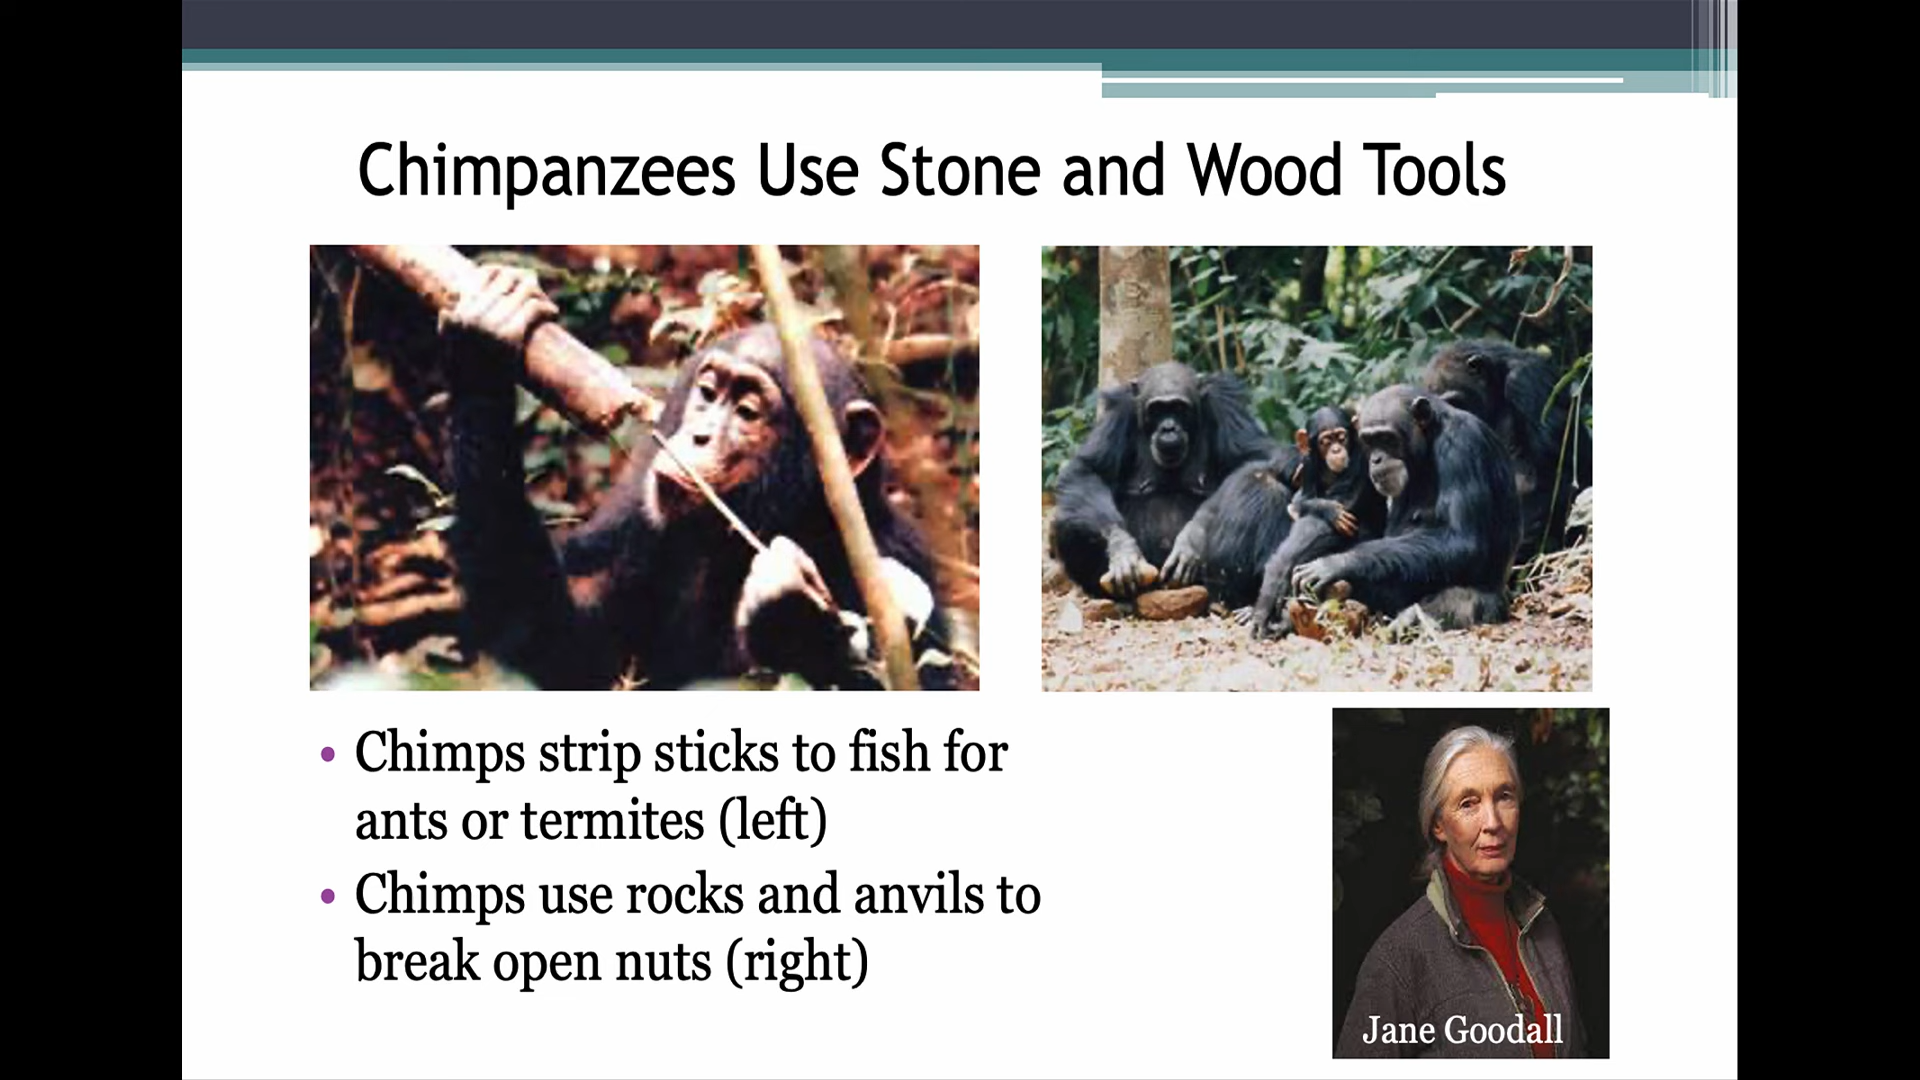 Chimpanzees Use Stone and Wood Tools
• Chimps strip sticks to fish for
ants or termites (left)
• Chimps use rocks and anvils to
break open nuts (right)
Jane Goodall